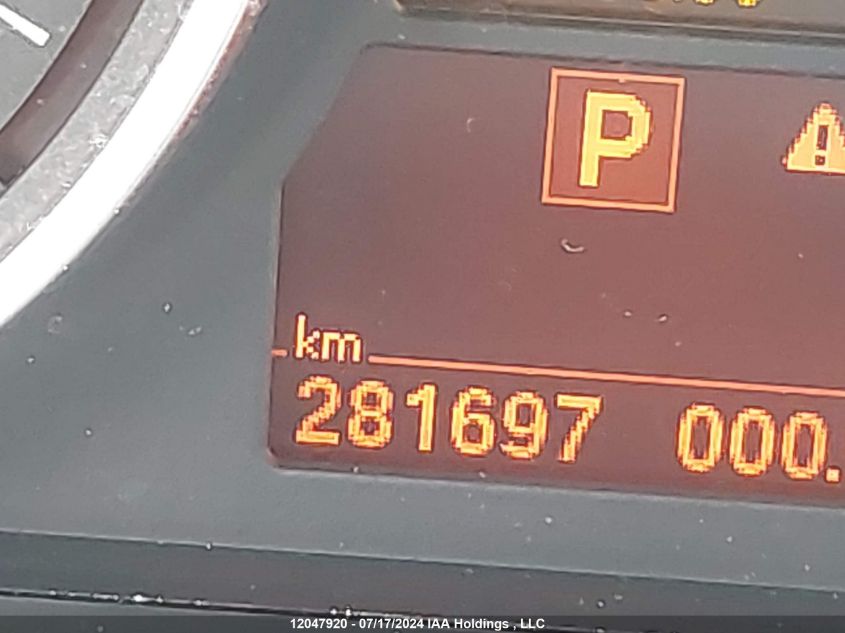 P
km
281697 000.
12047920 - 07/17/2024 IAA Holdings , LLC